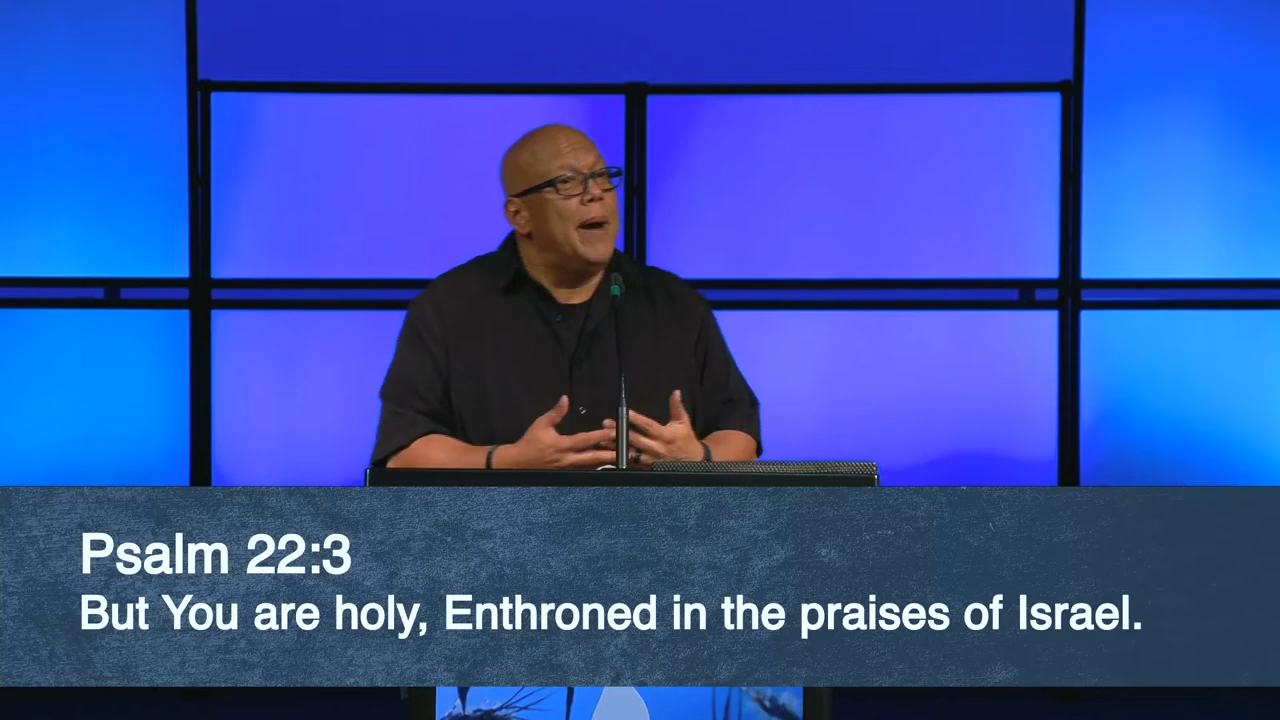 Psalm 22:3
But You are holy, Enthroned in the praises of Israel.